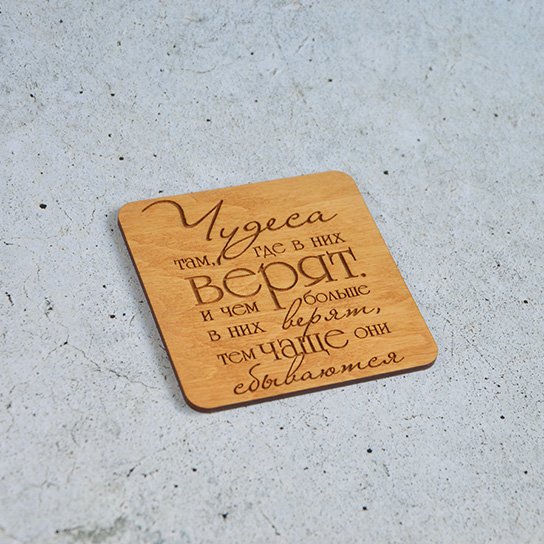 Чудеса
там, где в них
верят.
и чем больше
в них верят,
тем чаще они
сбываются